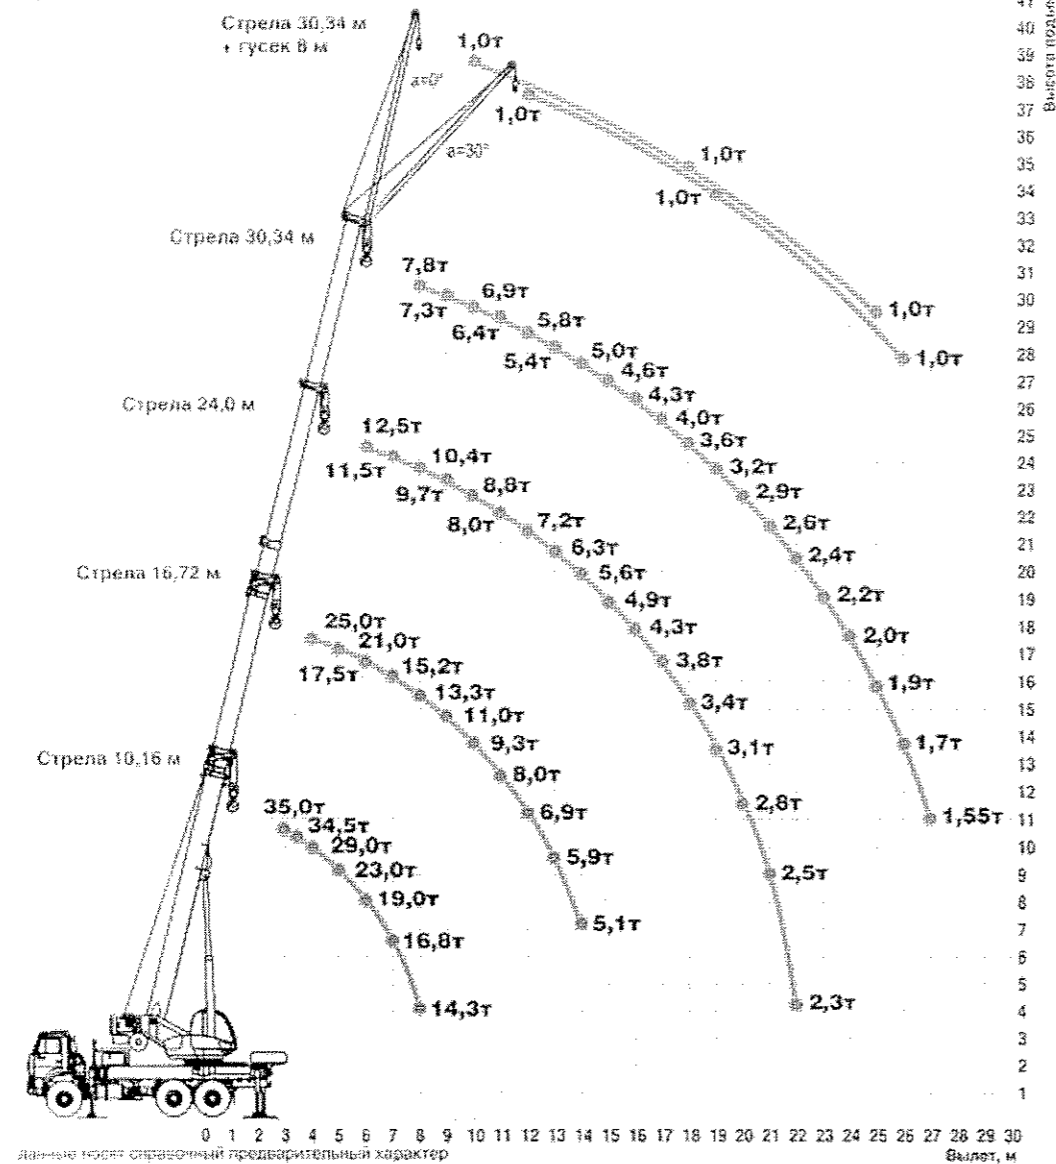 Стрела 30,34 м
+ гусек 8 м
a=0°
a=30°
1,0т
1,0т
1,0т
1,0т
1,0т
1,0т
Стрела 30,34 м
7,8т
7,3т
6,9т
6,4т
5,8т
5,4т
5,0т
4,6т
4,3т
4,0т
3,6т
3,2т
2,9т
2,6т
2,4т
2,2т
2,0т
1,9т
1,7т
1,55т
Стрела 24,0 м
12,5т
11,5т
10,4т
9,7т
8,8т
8,0т
7,2т
6,3т
5,6т
4,9т
4,3т
3,8т
3,4т
3,1т
2,8т
2,5т
2,3т
Стрела 16,72 м
25,0т
21,0т
17,5т
15,2т
13,3т
11,0т
9,3т
8,0т
6,9т
5,9т
5,1т
Стрела 10,16 м
35,0т
34,5т
29,0т
23,0т
19,0т
16,8т
14,3т
41
40
39
38
37
36
35
34
33
32
31
30
29
28
27
26
25
24
23
22
21
20
19
18
17
16
15
14
13
12
11
10
9
8
7
6
5
4
3
2
1
Высота
0 1 2 3 4 5 6 7 8 9 10 11 12 13 14 15 16 17 18 19 20 21 22 23 24 25 26 27 28 29 30
данные носят справочный предварительный характер
Вылет, м